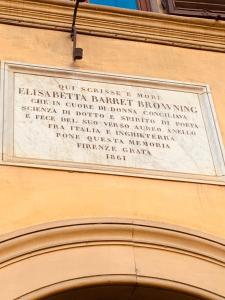 QUI SCRISSE E MORÌ
ELISABETTA BARRET BROWNING
CHE IN CUORE DI DONNA CONCILIAVA
SCIENZA DI DOTTO E SPIRITO DI POETA
E FECE DEL SUO VERSO AUREO ANELLO
FRA ITALIA E INGHILTERRA
PONE QUESTA MEMORIA
FIRENZE GRATA
1861